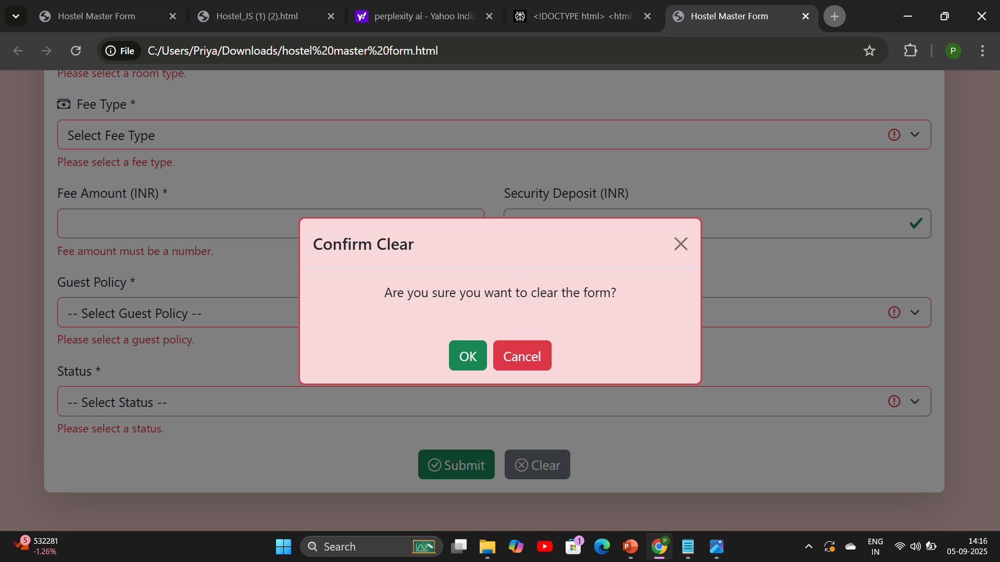 Hostel Master Form
Hostel_JS (1) (2).html
perplexity ai - Yahoo India
<!DOCTYPE html> <html
Hostel Master Form
File
C:/Users/Priya/Downloads/hostel%20master%20form.html
P
Please select a room type.
Fee Type *
Select Fee Type
Please select a fee type.
Fee Amount (INR) *
Security Deposit (INR)
Fee amount must be a number.
Confirm Clear
Are you sure you want to clear the form?
OK
Cancel
Guest Policy *
-- Select Guest Policy --
Please select a guest policy.
Status *
-- Select Status --
Please select a status.
Submit
Clear
5
532281
-1.26%
Search
1
P
P
ENG
IN
14:16
05-09-2025